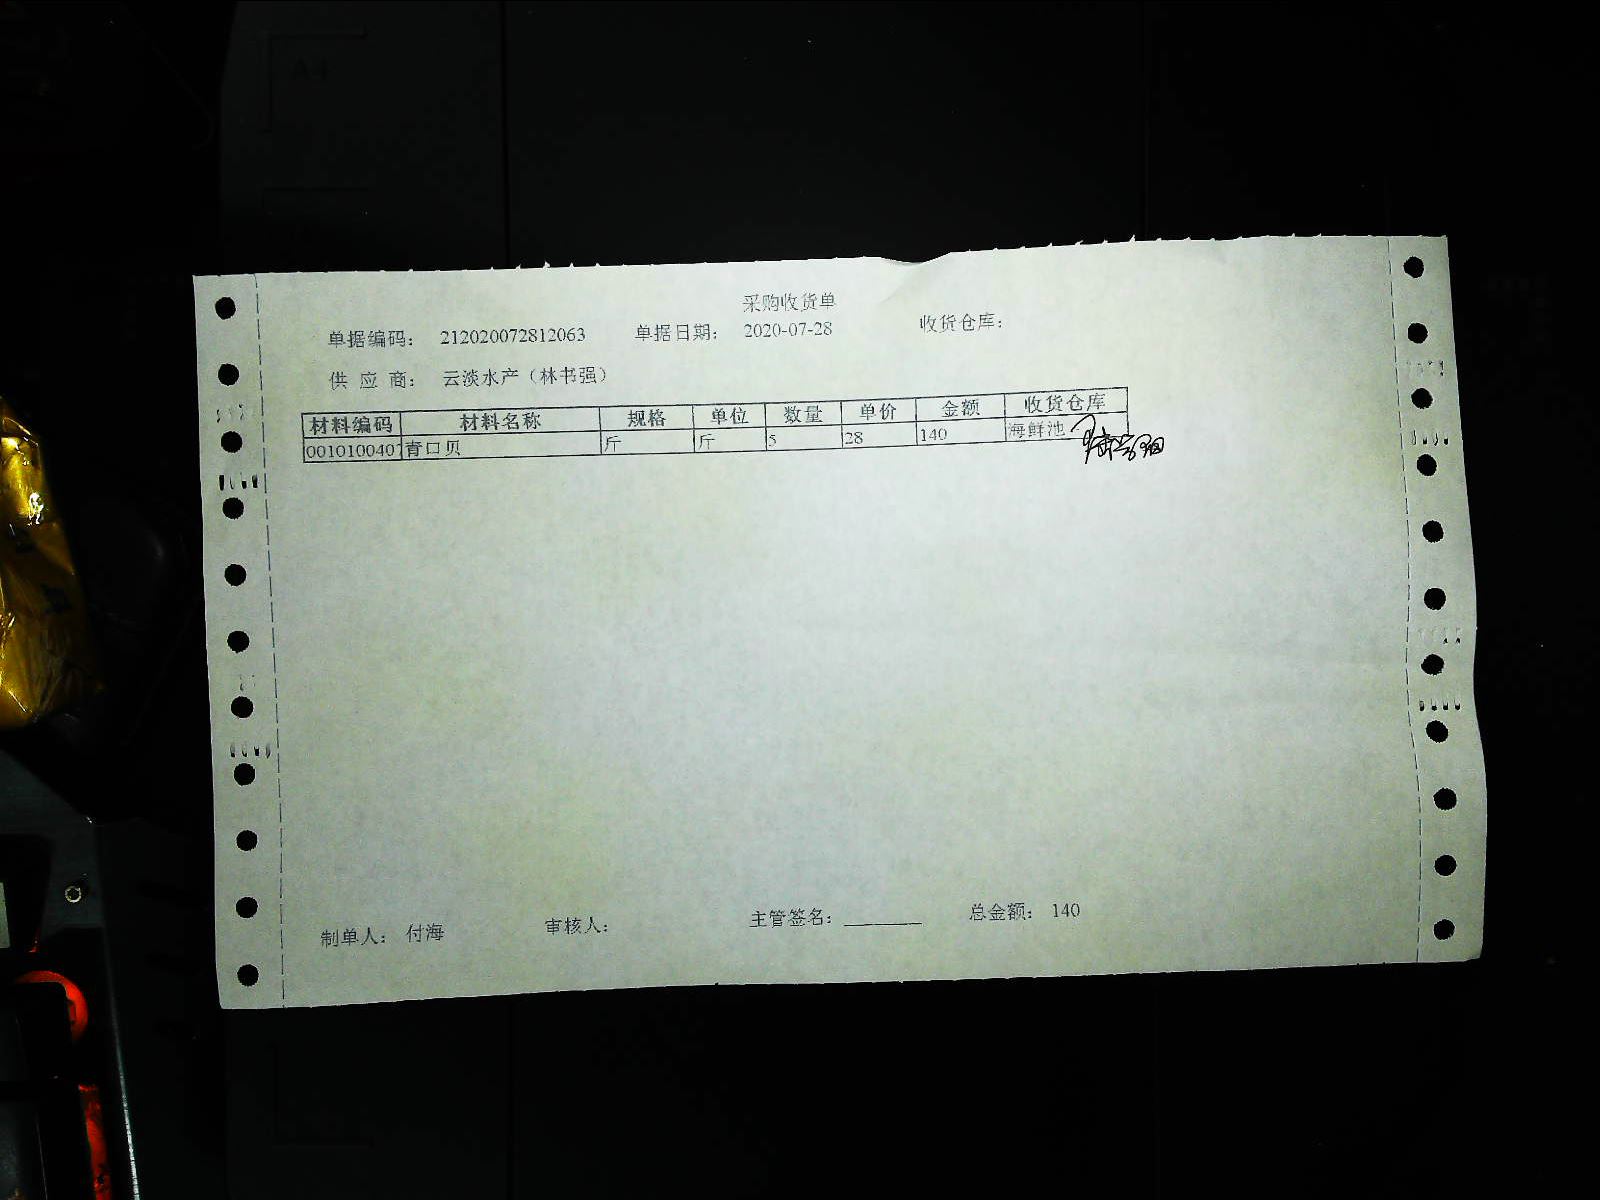 采购收货单
单据编码： 212020072812063 单据日期： 2020-07-28 收货仓库：
供 应 商： 云淡水产（林书强）
材料编码 材料名称 规格 单位 数量 单价 金额 收货仓库
0010100407 青口贝 斤 斤 5 28 140 海鲜池
制单人： 付海 审核人： 主管签名： ________ 总金额： 140